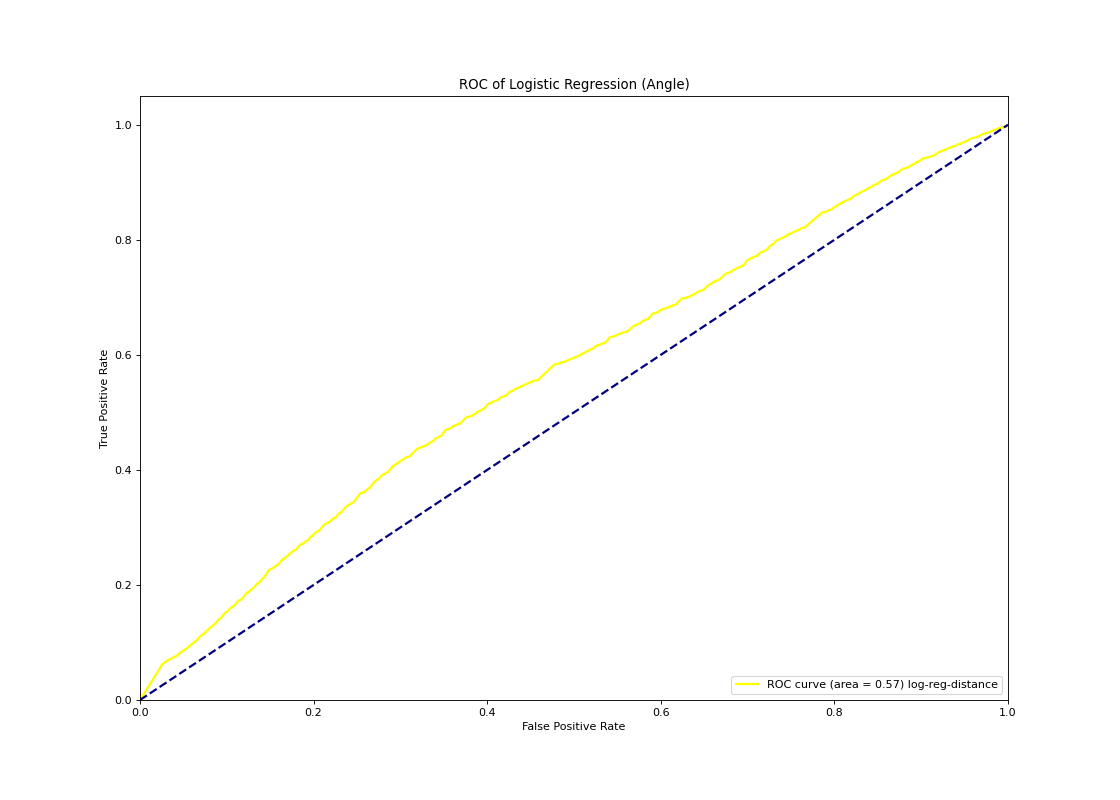 ROC of Logistic Regression (Angle)
1.0
0.8
0.6
0.4
0.2
0.0
True Positive Rate
ROC curve (area = 0.57) log-reg-distance
0.0 0.2 0.4 0.6 0.8 1.0
False Positive Rate